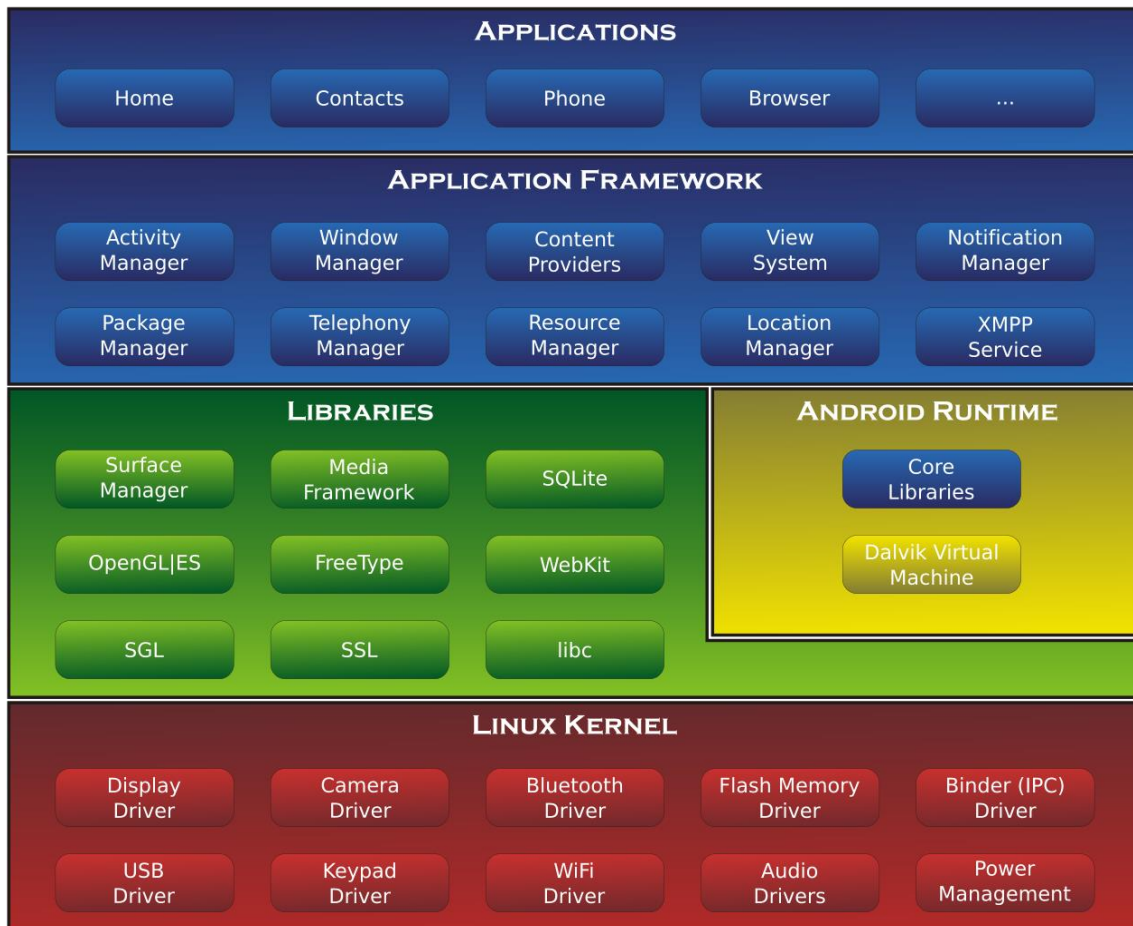 APPLICATIONS
Home
Contacts
Phone
Browser
...
APPLICATION FRAMEWORK
Activity
Manager
Window
Manager
Content
Providers
View
System
Notification
Manager
Package
Manager
Telephony
Manager
Resource
Manager
Location
Manager
XMPP
Service
LIBRARIES
Surface
Manager
Media
Framework
SQLite
OpenGL|ES
FreeType
WebKit
SGL
SSL
libc
ANDROID RUNTIME
Core
Libraries
Dalvik Virtual
Machine
LINUX KERNEL
Display
Driver
Camera
Driver
Bluetooth
Driver
Flash Memory
Driver
Binder (IPC)
Driver
USB
Driver
Keypad
Driver
WiFi
Driver
Audio
Drivers
Power
Management